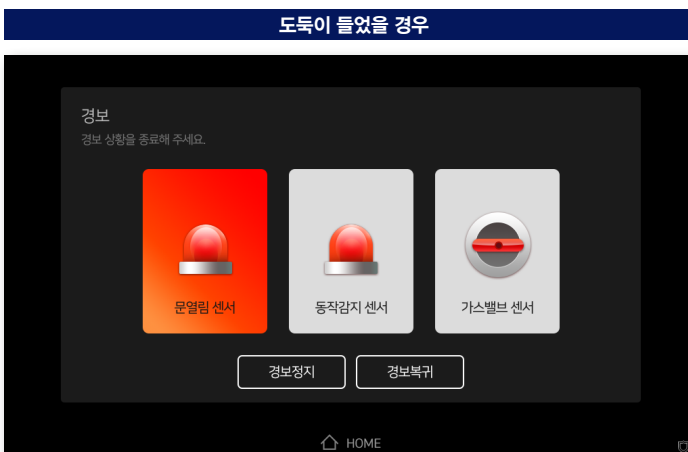 도둑이 들었을 경우
경보
경보 상황을 종료해 주세요.
문열림 센서
동작감지 센서
가스밸브 센서
경보정지
경보복귀
HOME